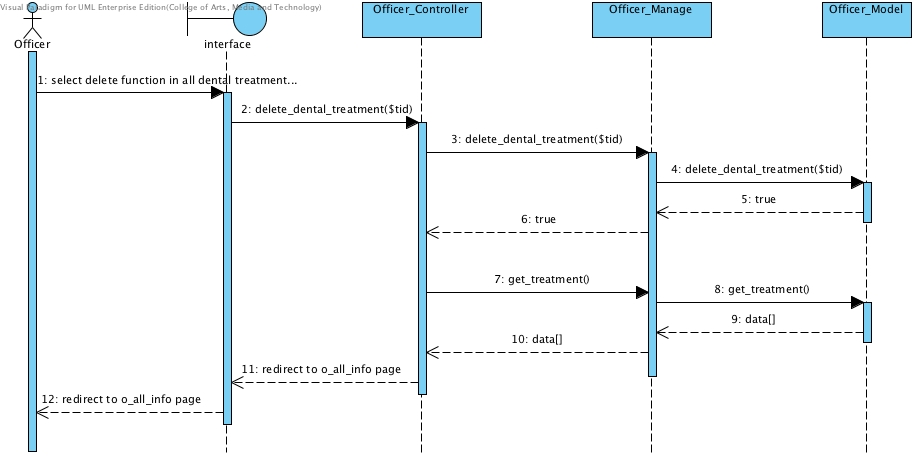 Visual Paradigm for UML Enterprise Edition(College of Arts, Media and Technology)
Officer_Controller
Officer_Manage
Officer_Model
Officer
interface
1: select delete function in all dental treatment...
2: delete_dental_treatment($tid)
3: delete_dental_treatment($tid)
4: delete_dental_treatment($tid)
5: true
6: true
7: get_treatment()
8: get_treatment()
9: data[]
10: data[]
11: redirect to o_all_info page
12: redirect to o_all_info page